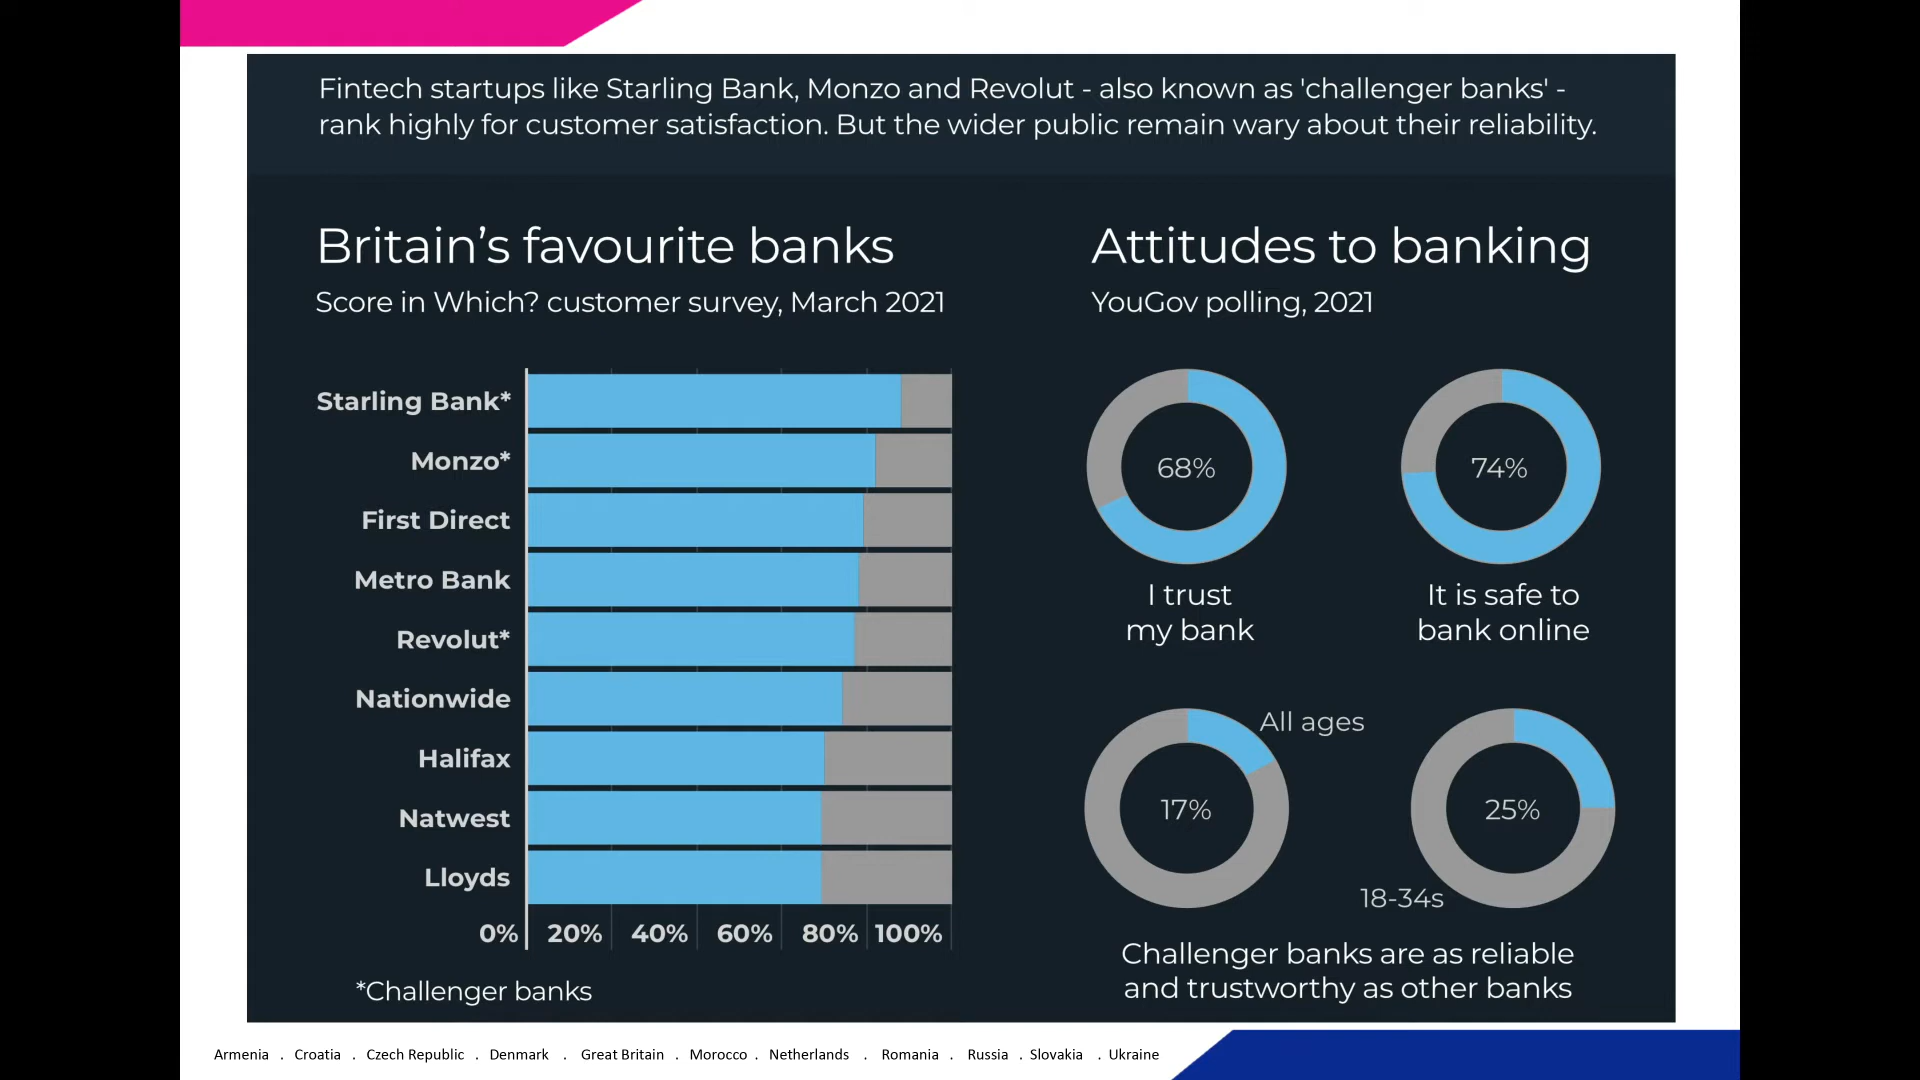 Fintech startups like Starling Bank, Monzo and Revolut - also known as 'challenger banks' -
rank highly for customer satisfaction. But the wider public remain wary about their reliability.
Britain's favourite banks
Score in Which? customer survey, March 2021
Starling Bank*
Monzo*
First Direct
Metro Bank
Revolut*
Nationwide
Halifax
Natwest
Lloyds
0% 20% 40% 60% 80% 100%
*Challenger banks
Attitudes to banking
YouGov polling, 2021
68%
I trust
my bank
74%
It is safe to
bank online
17%
All ages
25%
18-34s
Challenger banks are as reliable
and trustworthy as other banks
Armenia . Croatia . Czech Republic . Denmark . Great Britain . Morocco . Netherlands . Romania . Russia . Slovakia . Ukraine